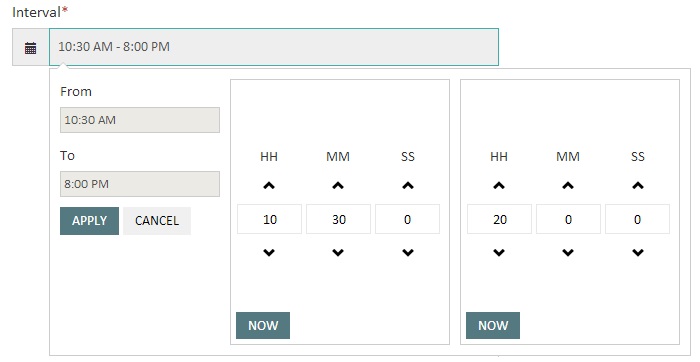 Interval*
10:30 AM - 8:00 PM
From
10:30 AM
To
8:00 PM
APPLY CANCEL
HH MM SS
10 30 0
NOW
HH MM SS
20 0 0
NOW